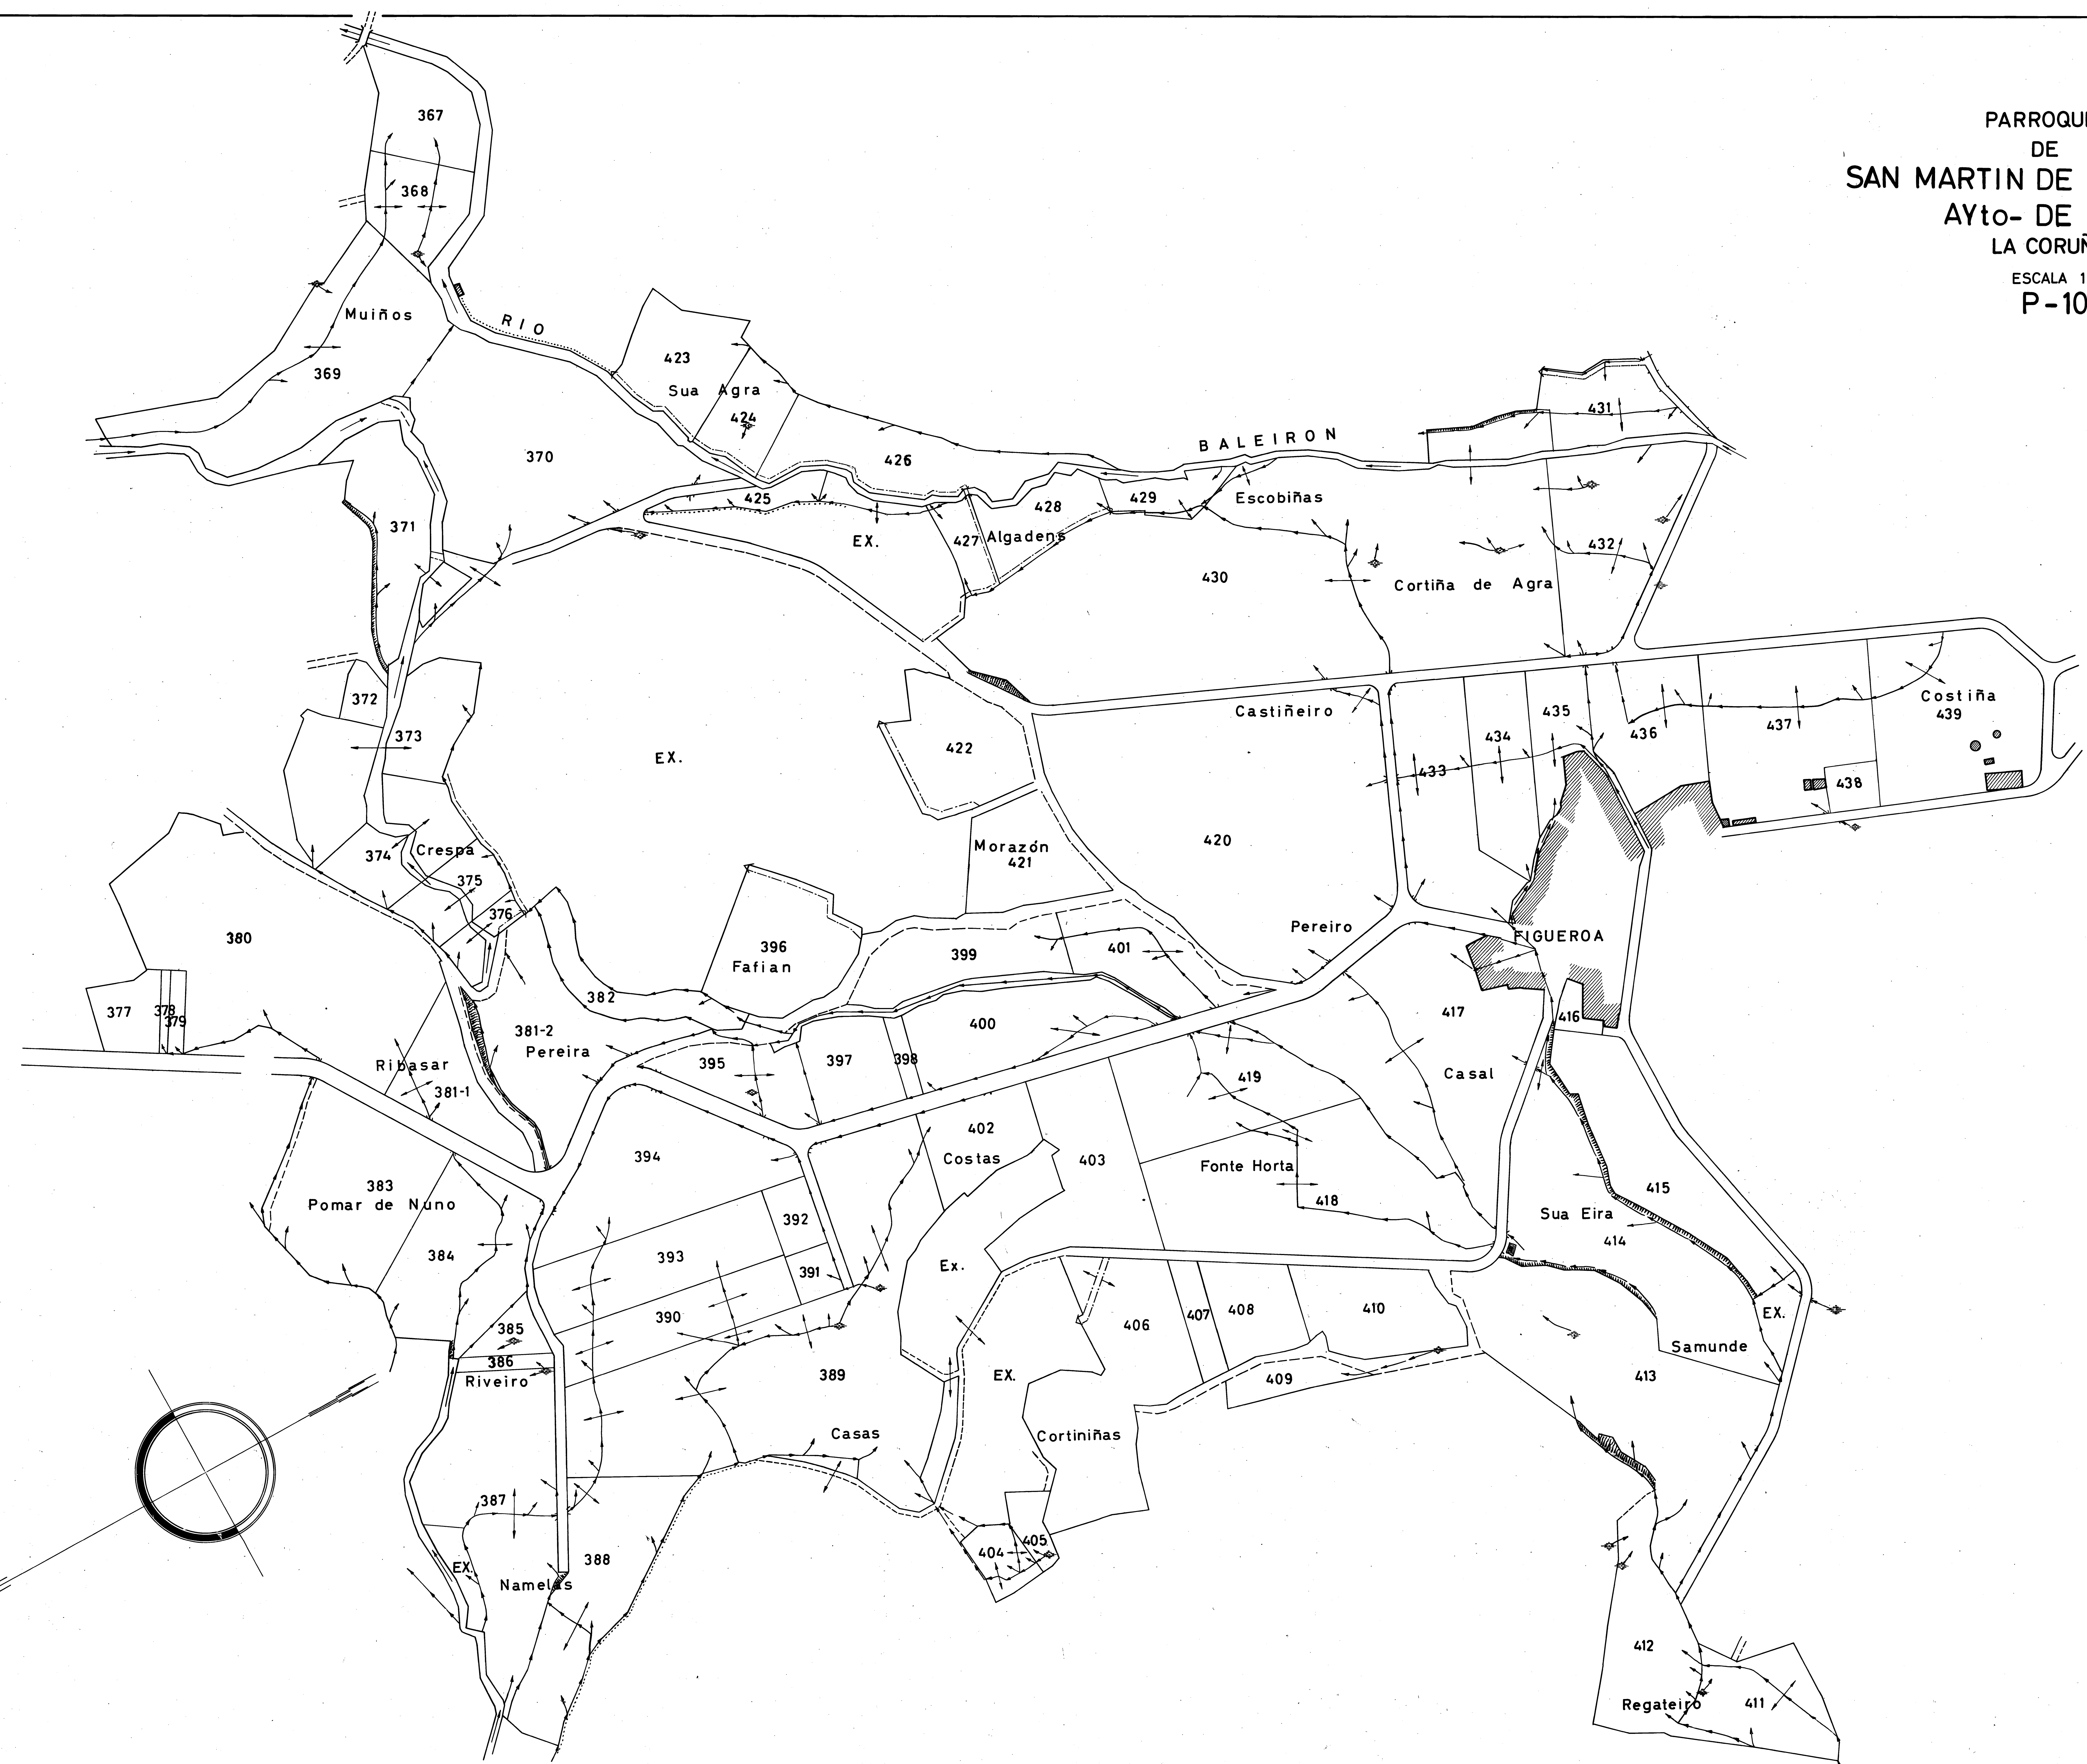 PARROQUI
DE
SAN MARTIN DE
AYto- DE
LA CORUÑ
ESCALA 1
P-10
367
368
Muiños
369
RIO
423
Sua Agra
424
370
426
425
BALEIRON
431
371
EX.
427
Algadens
428
429
Escobiñas
430
Cortiña de Agra
432
372
373
EX.
422
Castiñeiro
433
434
435
436
437
Costiña
439
438
374
Crespa
375
376
Morazón
421
420
380
377
378
379
396
Fafian
399
401
Pereiro
FIGUEROA
382
381-2
Pereira
400
417
416
Ribasar
381-1
395
397
398
419
Casal
383
Pomar de Nuno
384
394
402
Costas
403
Fonte Horta
418
415
Sua Eira
414
393
392
391
390
Ex.
406
407
408
410
EX.
385
386
Riveiro
389
EX.
409
Samunde
413
Casas
Cortiniñas
387
EX.
388
Namelas
404
405
412
Regateiro
411